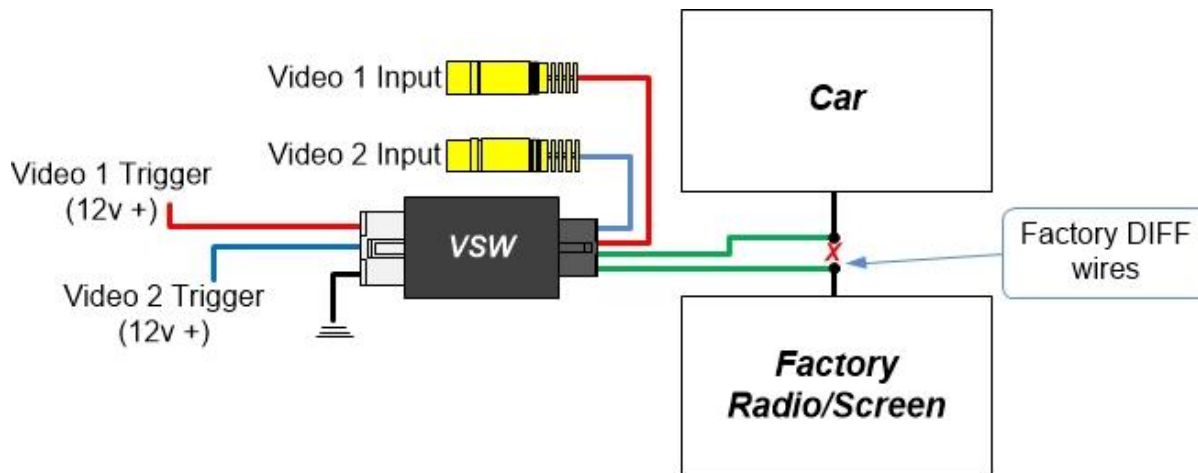 Video 1 Input
Car
Video 2 Input
Video 1 Trigger
(12v +)
VSW
X
Factory DIFF
wires
Video 2 Trigger
(12v +)
Factory
Radio/Screen